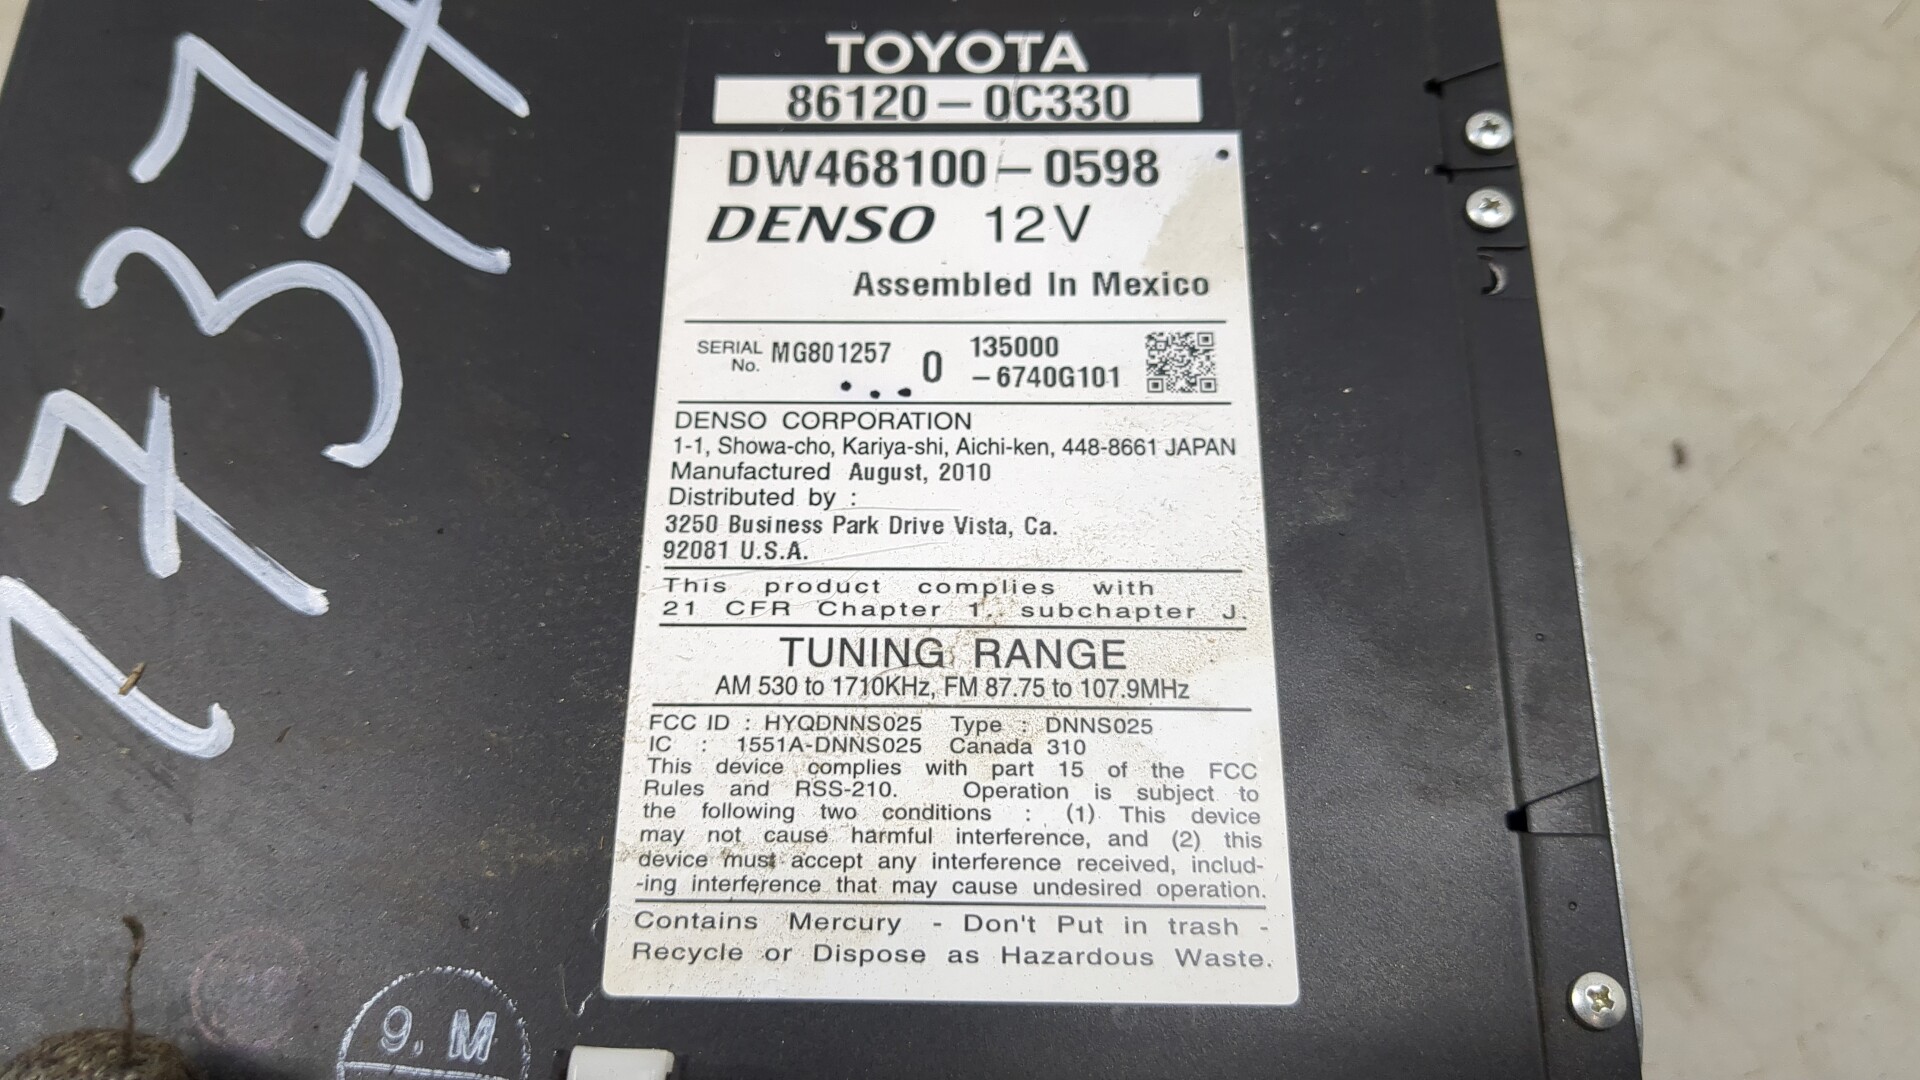 TOYOTA
86120-0C330
DW468100-0598
DENSO 12V
Assembled In Mexico
SERIAL No. MG801257 0 135000
-6740G101
DENSO CORPORATION
1-1, Showa-cho, Kariya-shi, Aichi-ken, 448-8661 JAPAN
Manufactured August, 2010
Distributed by :
3250 Business Park Drive Vista, Ca.
92081 U.S.A.
This product complies with
21 CFR Chapter 1, subchapter J.
TUNING RANGE
AM 530 to 1710KHz, FM 87.75 to 107.9MHz
FCC ID : HYQDNNS025 Type : DNNS025
IC : 1551A-DNNS025 Canada 310
This device complies with part 15 of the FCC
Rules and RSS-210. Operation is subject to
the following two conditions : (1) This device
may not cause harmful interference, and (2) this
device must accept any interference received, includ-
-ing interference that may cause undesired operation.
Contains Mercury - Don't Put in trash -
Recycle or Dispose as Hazardous Waste.
9. M